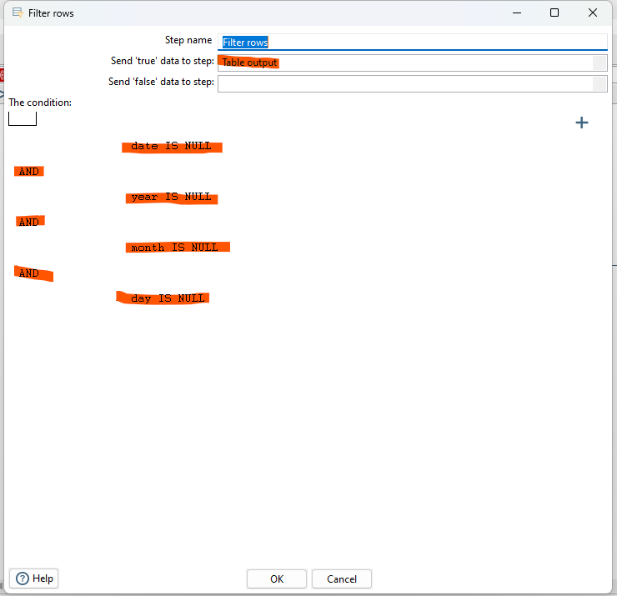 Filter rows
Step name Filter rows
Send 'true' data to step: Table output
Send 'false' data to step:
The condition:
date IS NULL
AND
year IS NULL
AND
month IS NULL
AND
day IS NULL
Help OK Cancel